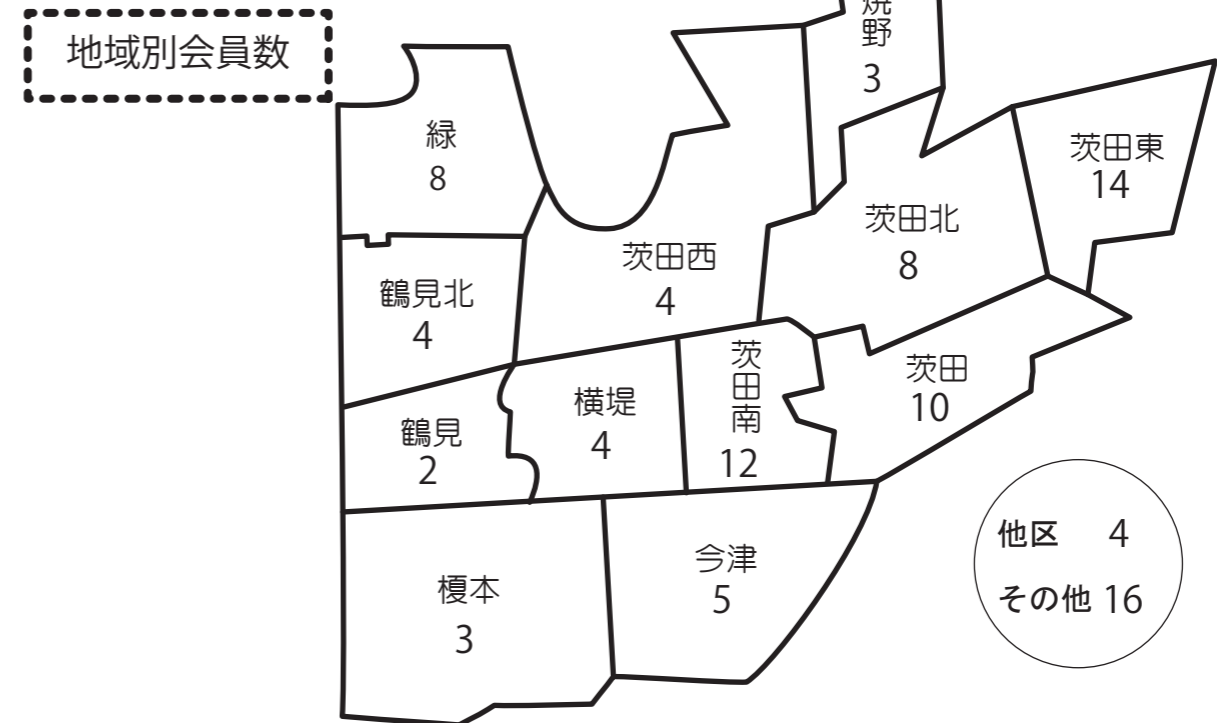 地域別会員数
焼野
3
緑
8
茨田東
14
茨田北
8
茨田西
4
鶴見北
4
茨田南
12
茨田
10
横堤
4
鶴見
2
他区 4
その他 16
今津
5
榎本
3